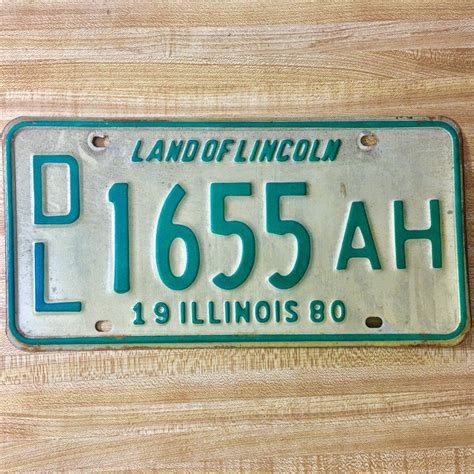 LAND OF LINCOLN
DL 1655 AH
19 ILLINOIS 80